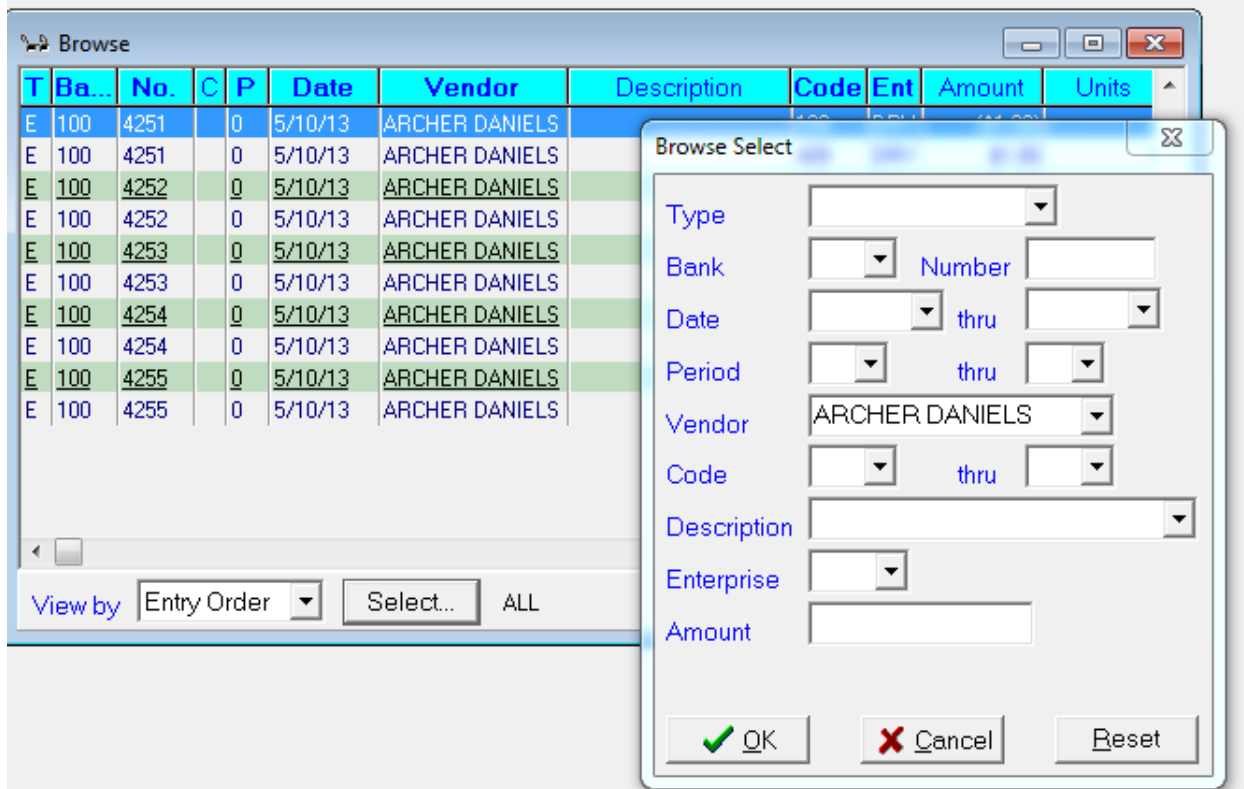 Browse
T Ba... No. C P Date Vendor Description Code Ent Amount Units
E 100 4251 0 5/10/13 ARCHER DANIELS
E 100 4251 0 5/10/13 ARCHER DANIELS
E 100 4252 0 5/10/13 ARCHER DANIELS
E 100 4252 0 5/10/13 ARCHER DANIELS
E 100 4253 0 5/10/13 ARCHER DANIELS
E 100 4253 0 5/10/13 ARCHER DANIELS
E 100 4254 0 5/10/13 ARCHER DANIELS
E 100 4254 0 5/10/13 ARCHER DANIELS
E 100 4255 0 5/10/13 ARCHER DANIELS
E 100 4255 0 5/10/13 ARCHER DANIELS
View by Entry Order Select... ALL
Browse Select
Type
Bank Number
Date thru
Period thru
Vendor ARCHER DANIELS
Code thru
Description
Enterprise
Amount
OK Cancel Reset